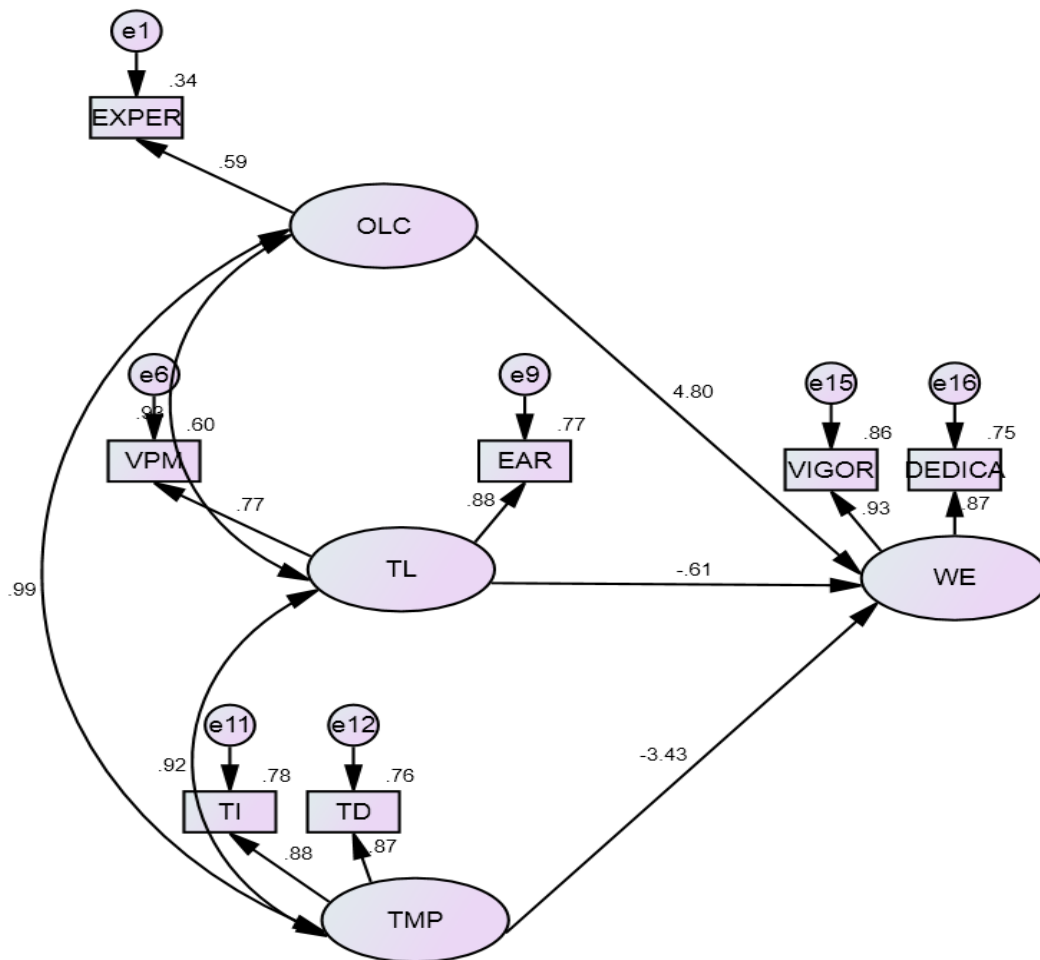 e1
.34
EXPER
.59
OLC
e6
e9
.93
.60
.77
4.80
e15
e16
VPM
EAR
.86
.75
VIGOR
DEDICA
.77
.88
.93
.87
TL
-.61
WE
.99
e11
e12
.92
.78
.76
-3.43
TI
TD
.88
.87
TMP